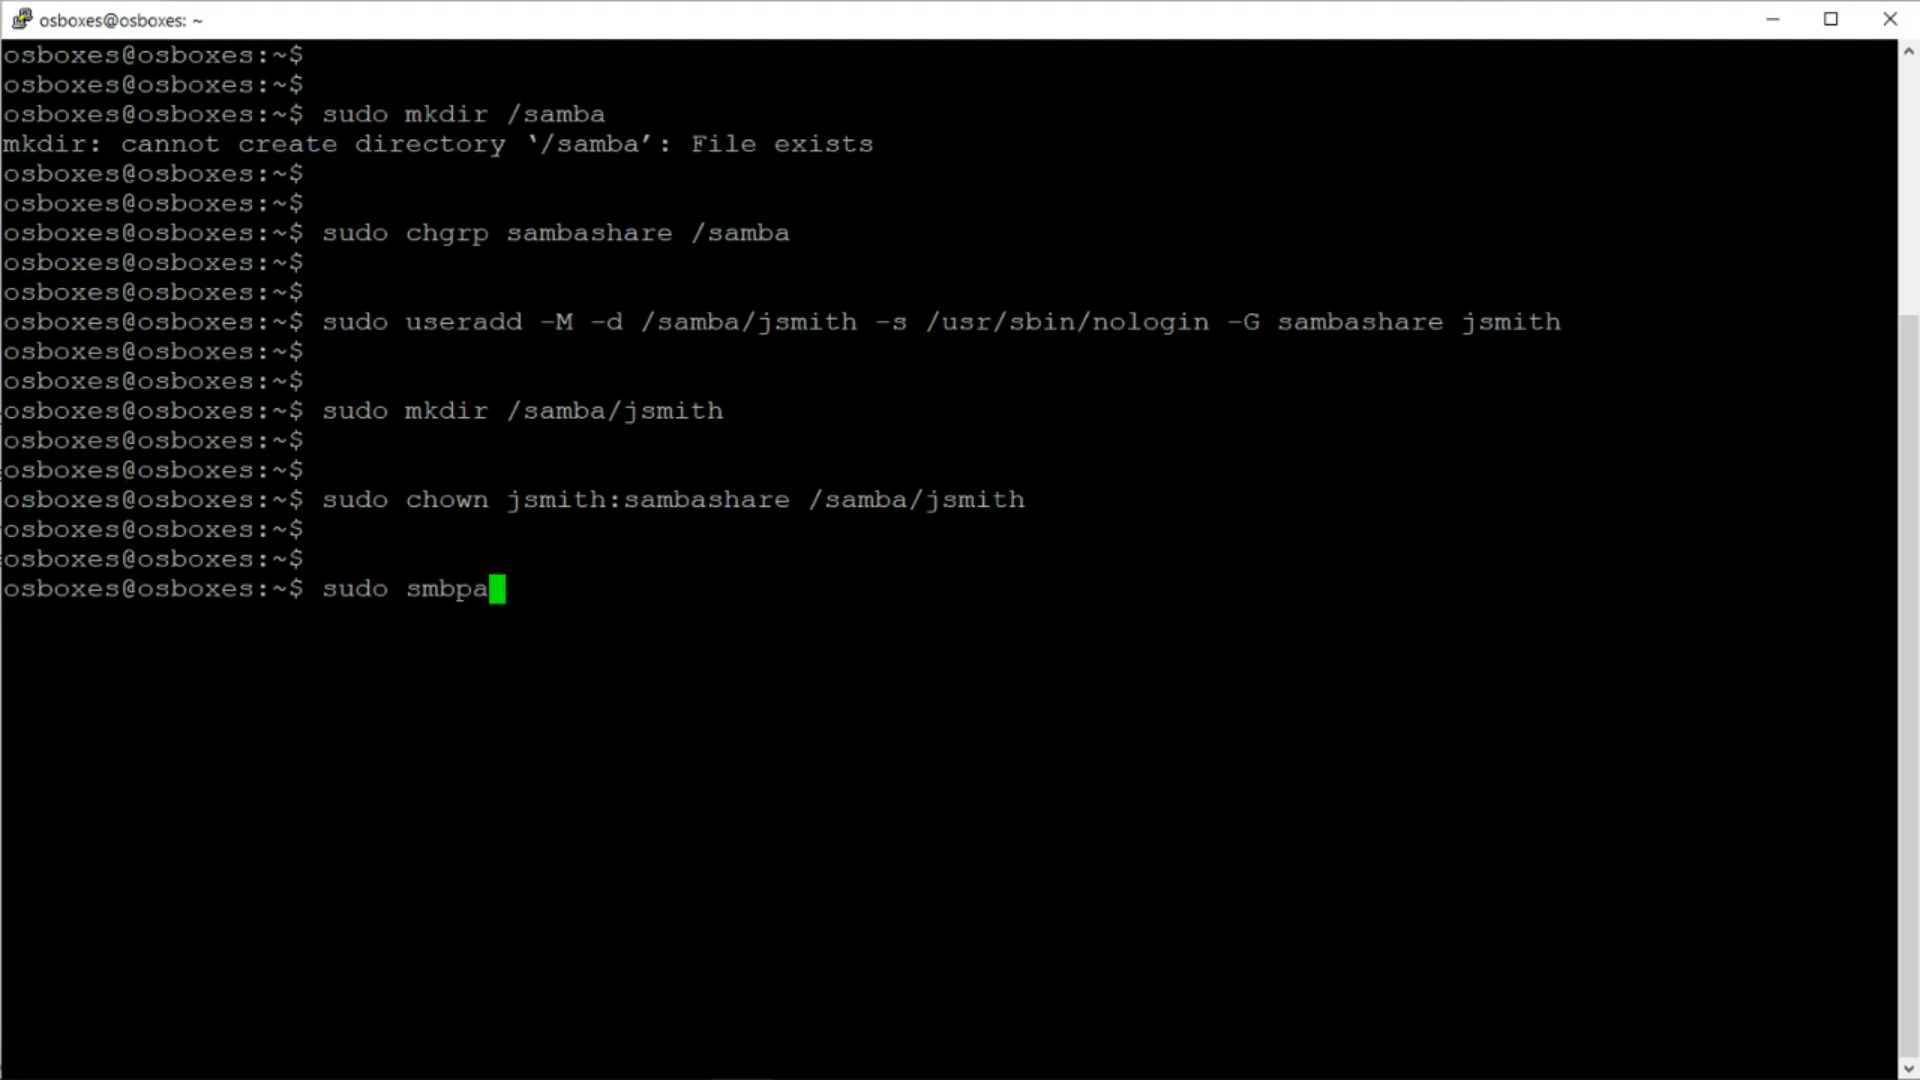 osboxes@osboxes: ~
osboxes@osboxes:~$
osboxes@osboxes:~$
osboxes@osboxes:~$ sudo mkdir /samba
mkdir: cannot create directory ‘/samba’: File exists
osboxes@osboxes:~$
osboxes@osboxes:~$
osboxes@osboxes:~$ sudo chgrp sambashare /samba
osboxes@osboxes:~$
osboxes@osboxes:~$
osboxes@osboxes:~$ sudo useradd -M -d /samba/jsmith -s /usr/sbin/nologin -G sambashare jsmith
osboxes@osboxes:~$
osboxes@osboxes:~$
osboxes@osboxes:~$ sudo mkdir /samba/jsmith
osboxes@osboxes:~$
osboxes@osboxes:~$
osboxes@osboxes:~$ sudo chown jsmith:sambashare /samba/jsmith
osboxes@osboxes:~$
osboxes@osboxes:~$
osboxes@osboxes:~$ sudo smbpa